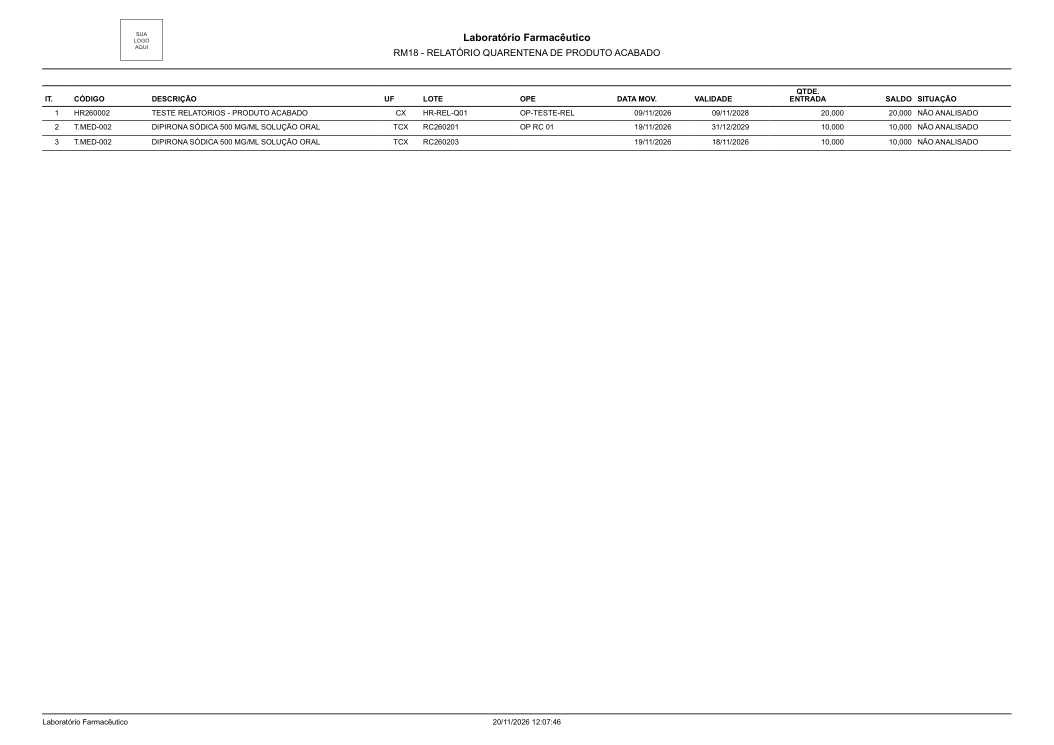 SUA
LOGO
AQUI
Laboratório Farmacêutico
RM18 - RELATÓRIO QUARENTENA DE PRODUTO ACABADO
IT. CÓDIGO DESCRIÇÃO UF LOTE OPE DATA MOV. VALIDADE QTDE. ENTRADA SALDO SITUAÇÃO
1 HR260002 TESTE RELATORIOS - PRODUTO ACABADO CX HR-REL-Q01 OP-TESTE-REL 09/11/2026 09/11/2028 20,000 20,000 NÃO ANALISADO
2 T.MED-002 DIPIRONA SÓDICA 500 MG/ML SOLUÇÃO ORAL TCX RC260201 OP RC 01 19/11/2026 31/12/2029 10,000 10,000 NÃO ANALISADO
3 T.MED-002 DIPIRONA SÓDICA 500 MG/ML SOLUÇÃO ORAL TCX RC260203 19/11/2026 18/11/2026 10,000 10,000 NÃO ANALISADO
Laboratório Farmacêutico 20/11/2026 12:07:46